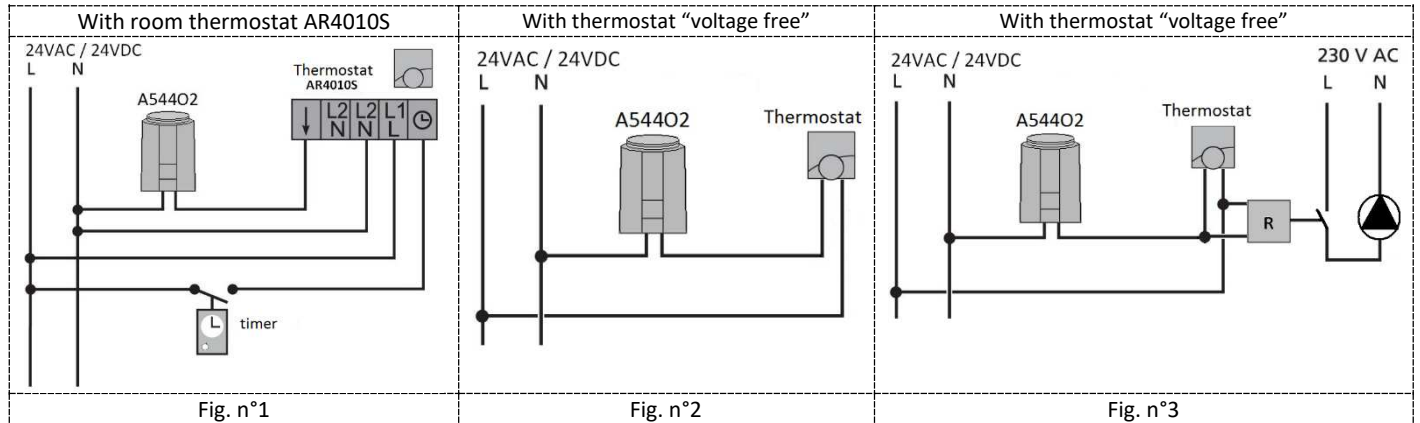 With room thermostat AR4010S
24VAC / 24VDC
L N
A544O2
Thermostat
AR4010S
L2 L2 L1
N N L
timer
Fig. n°1
With thermostat “voltage free”
24VAC / 24VDC
L N
A544O2
Thermostat
Fig. n°2
With thermostat “voltage free”
24VAC / 24VDC
L N
230 V AC
L N
A544O2
Thermostat
R
Fig. n°3